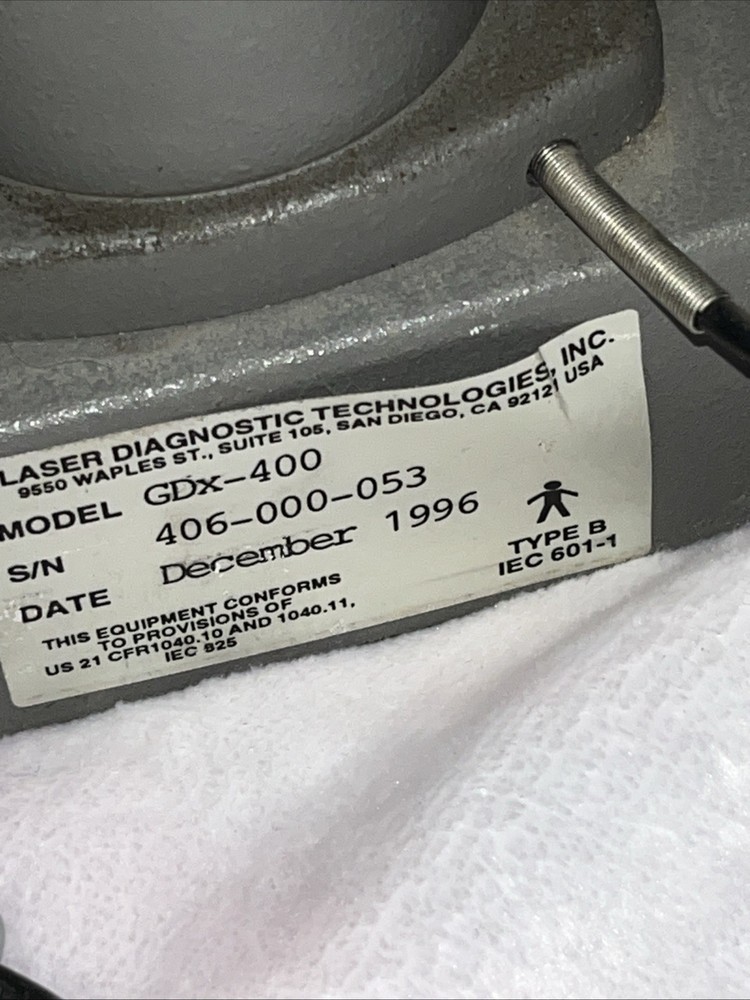 LASER DIAGNOSTIC TECHNOLOGIES, INC.
9550 WAPLES ST., SUITE 105, SAN DIEGO, CA 92121 USA
MODEL GDx-400
S/N 406-000-053
DATE December 1996
TYPE B
IEC 601-1
THIS EQUIPMENT CONFORMS
TO PROVISIONS OF
US 21 CFR1040.10 AND 1040.11,
IEC 825